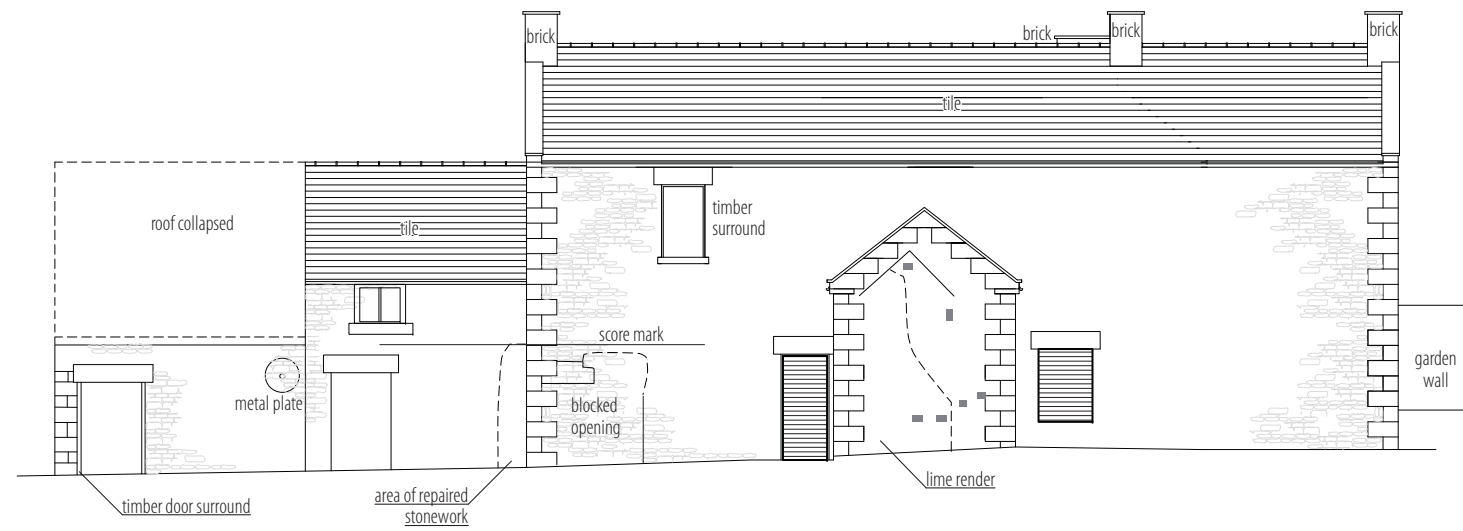 brick
brick
brick
brick
tile
roof collapsed
tile
timber
surround
score mark
garden
wall
metal plate
blocked
opening
lime render
area of repaired
stonework
timber door surround